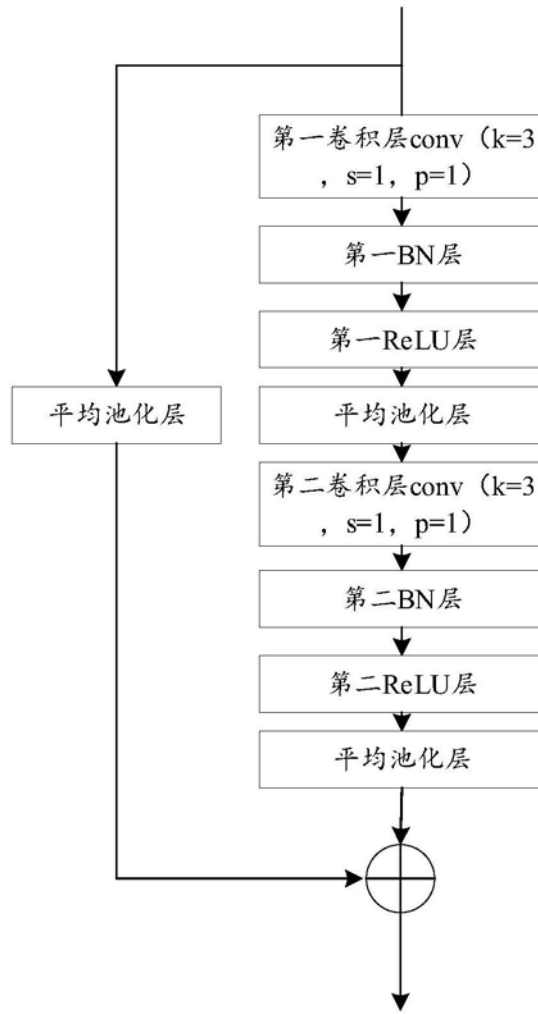 第一卷积层conv（k=3
，s=1，p=1）
第一BN层
第一ReLU层
平均池化层
平均池化层
第二卷积层conv（k=3
，s=1，p=1）
第二BN层
第二ReLU层
平均池化层